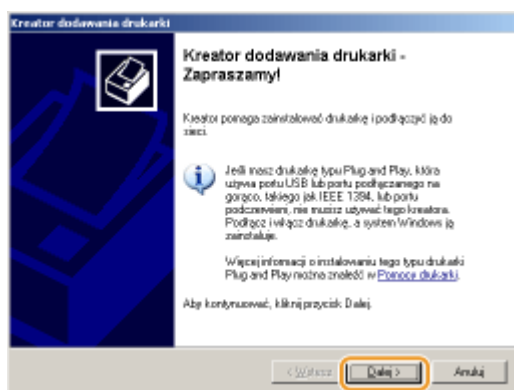 Kreator dodawania drukarki
Kreator dodawania drukarki -
Zapraszamy!
Kreator pomaga zainstalować drukarkę i podłączyć ją do
sieci.
Jeśli masz drukarkę typu Plug and Play, która
używa portu USB lub portu podłączanego na
gorąco, takiego jak IEEE 1394, lub portu
podczerwieni, nie musisz używać tego kreatora.
Podłącz i włącz drukarkę, a system Windows ją
zainstaluje.
Więcej informacji o instalowaniu tego typu drukarki
Plug and Play można znaleźć w Pomocy drukarki.
Aby kontynuować, kliknij przycisk Dalej.
< Wstecz
Dalej >
Anuluj